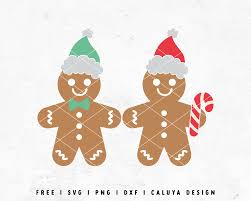 FREE | SVG | PNG | DXF | CALUYA DESIGN